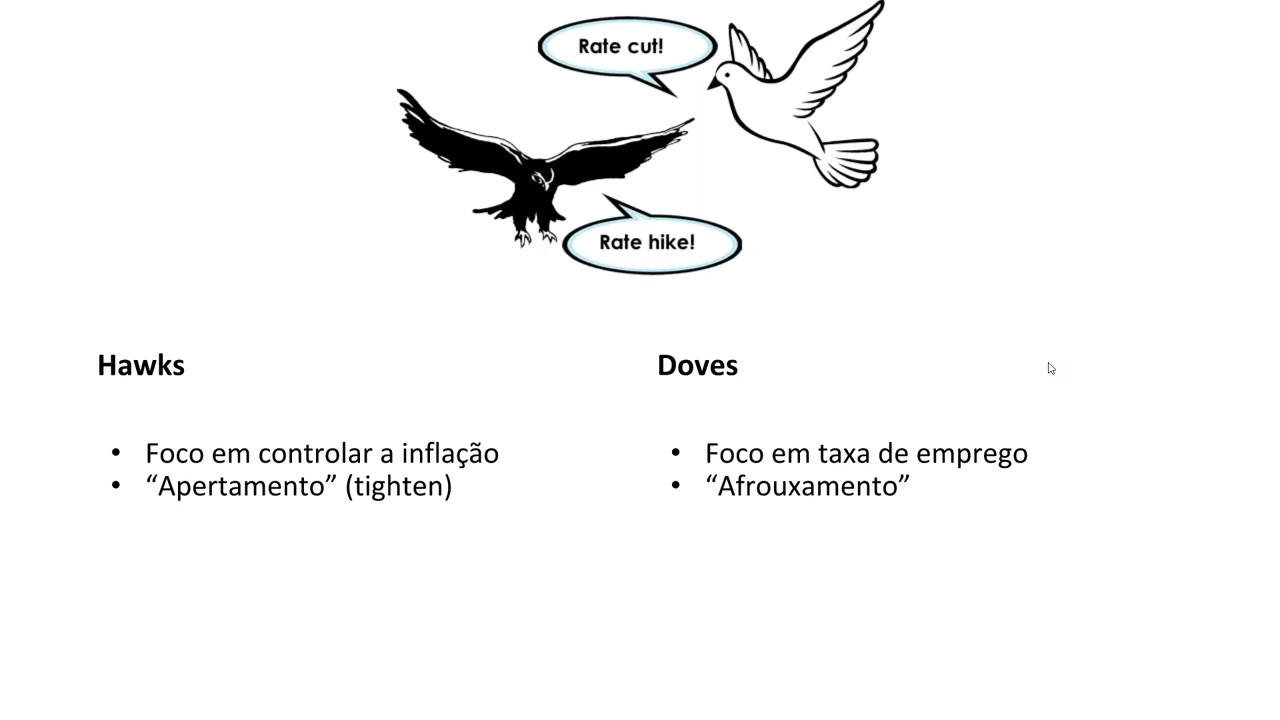 Rate cut!
Rate hike!
Hawks
• Foco em controlar a inflação
• “Apertamento” (tighten)
Doves
• Foco em taxa de emprego
• “Afrouxamento”